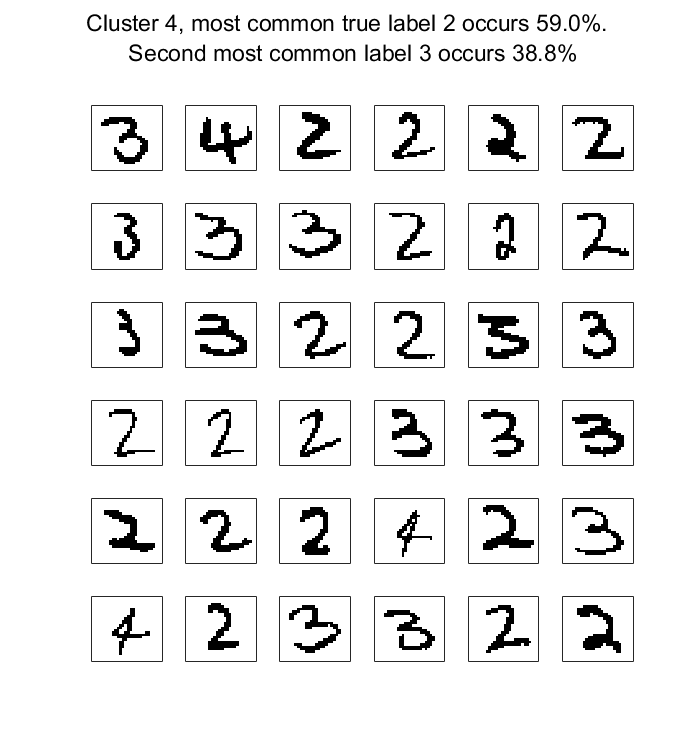 Cluster 4, most common true label 2 occurs 59.0%.
Second most common label 3 occurs 38.8%
3 4 2 2 2 2
3 3 3 2 2 2
3 3 2 2 3 3
2 2 2 3 3 3
2 2 2 4 2 3
4 2 3 3 2 2